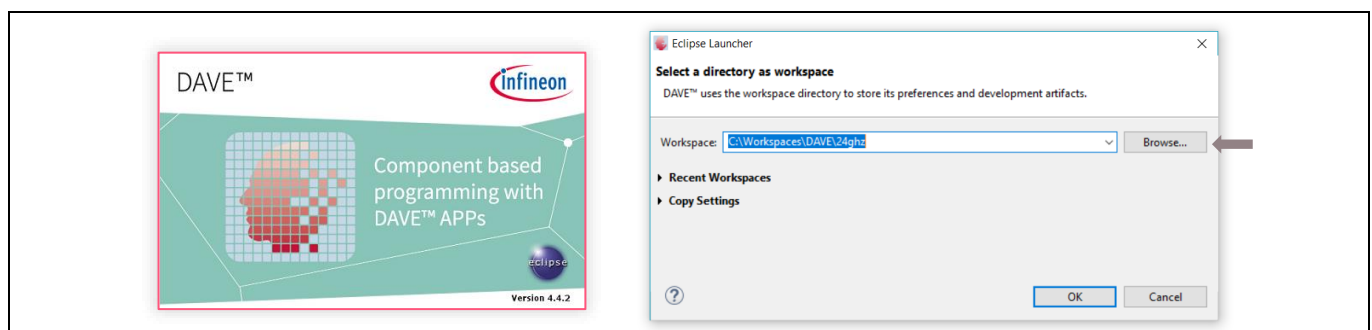 DAVE™
infineon
Component based
programming with
DAVE™ APPs
eclipse
Version 4.4.2
Eclipse Launcher
Select a directory as workspace
DAVE™ uses the workspace directory to store its preferences and development artifacts.
Workspace: C:\Workspaces\DAVE\24ghz Browse...
Recent Workspaces
Copy Settings
? OK Cancel